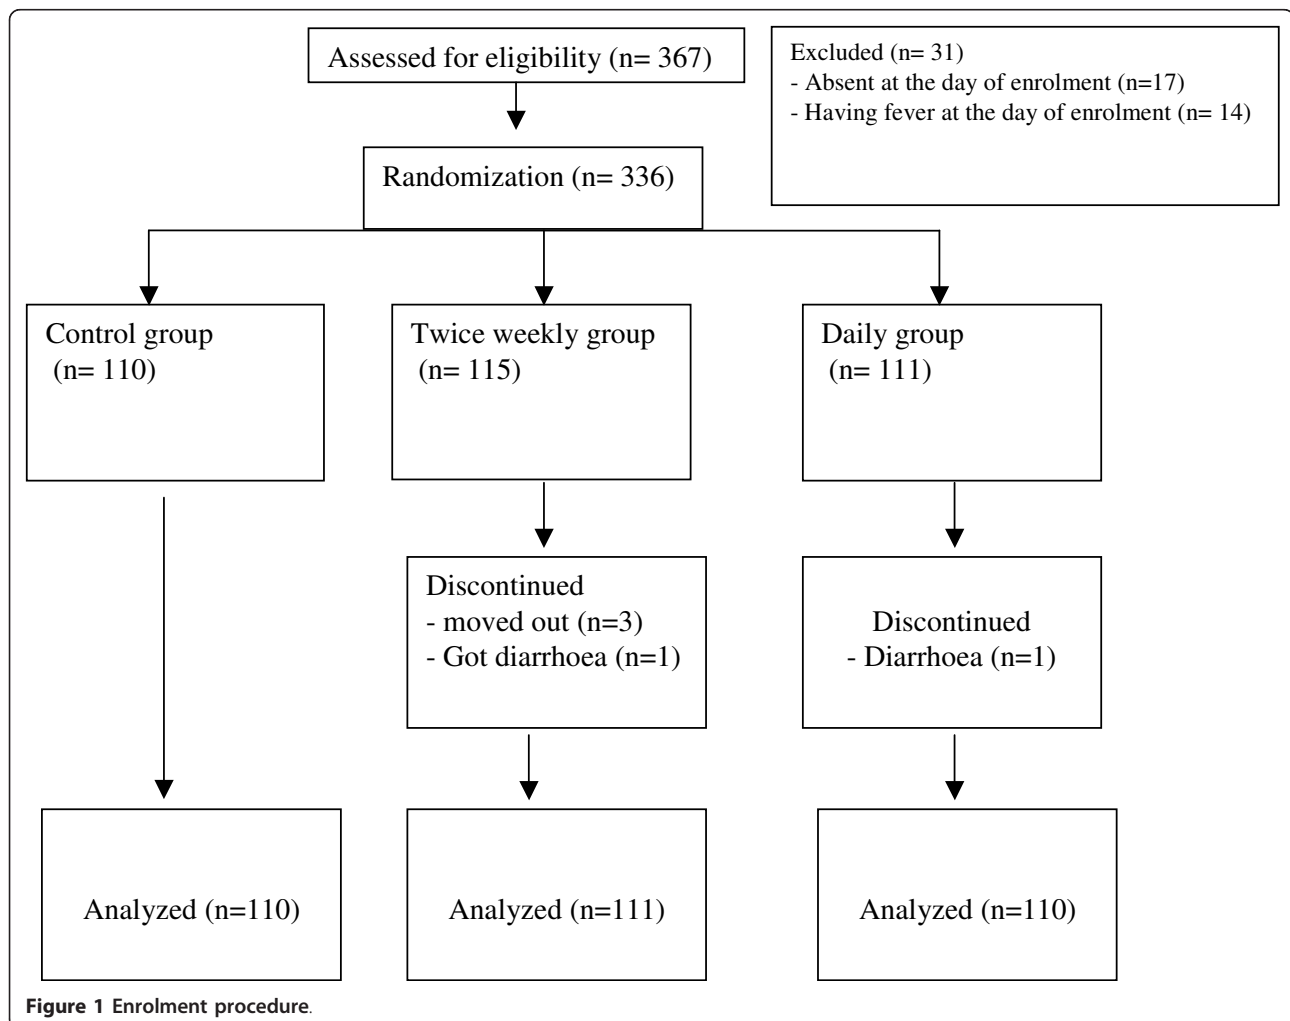 Assessed for eligibility (n= 367)
Excluded (n= 31)
- Absent at the day of enrolment (n=17)
- Having fever at the day of enrolment (n= 14)
Randomization (n= 336)
Control group
(n= 110)
Twice weekly group
(n= 115)
Daily group
(n= 111)
Discontinued
- moved out (n=3)
- Got diarrhoea (n=1)
Discontinued
- Diarrhoea (n=1)
Analyzed (n=110)
Analyzed (n=111)
Analyzed (n=110)
Figure 1 Enrolment procedure.